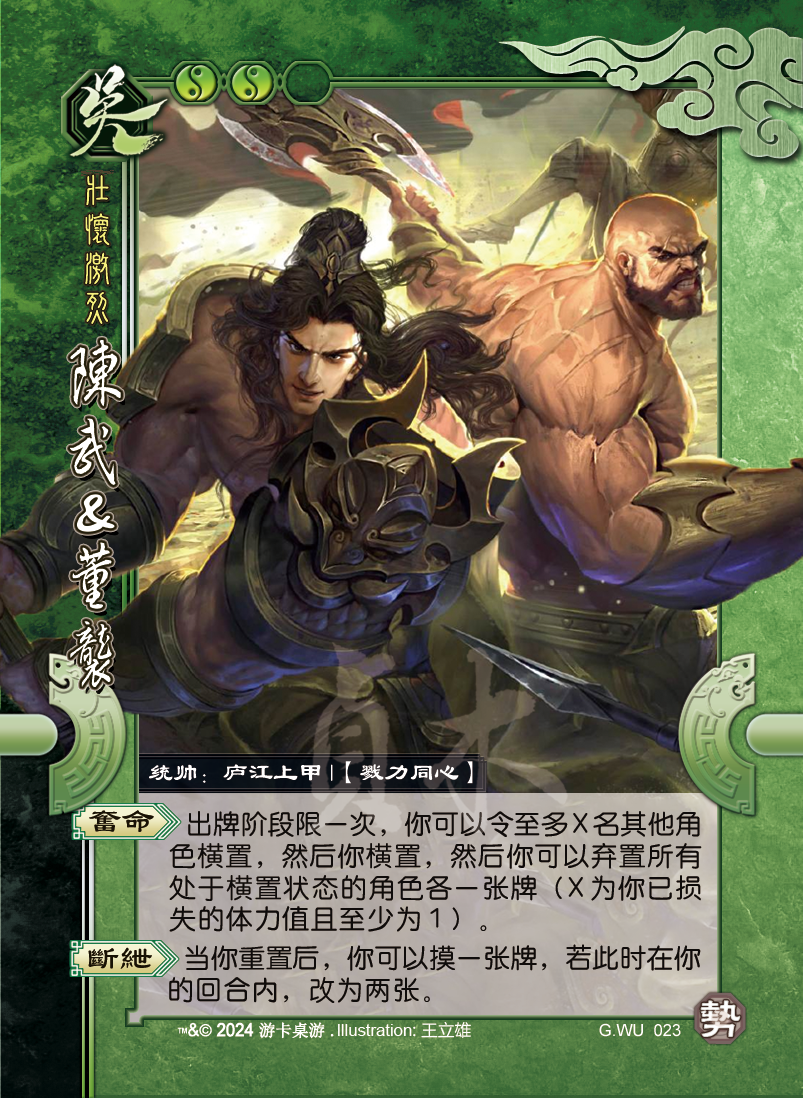 吴
壯懷激烈
陳武&董襲
貞木
统帅：庐江上甲 |【 戮力同心 】
奮命
出牌阶段限一次，你可以令至多X名其他角
色横置，然后你横置，然后你可以弃置所有
处于横置状态的角色各一张牌（X为你已损
失的体力值且至少为1）。
斷紲
当你重置后，你可以摸一张牌，若此时在你
的回合内，改为两张。
™&© 2024 游卡桌游 . Illustration: 王立雄
G.WU 023
勢